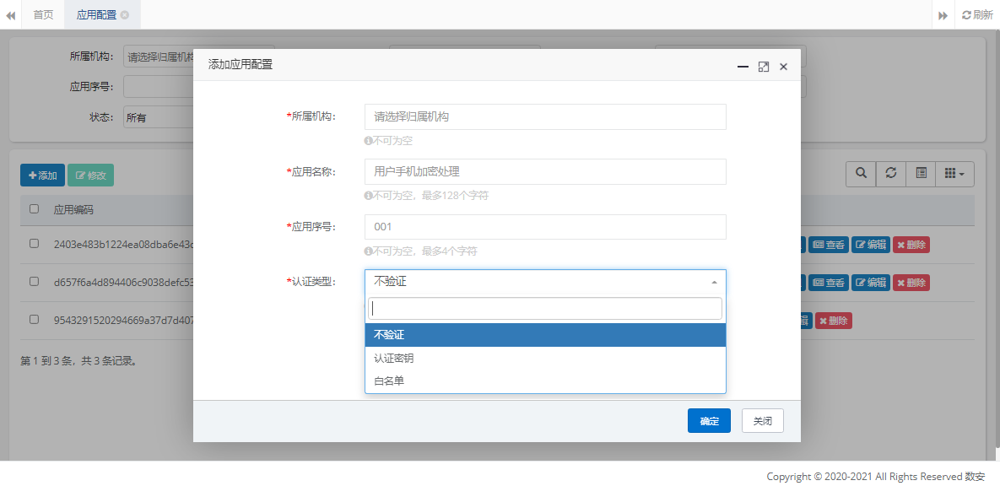 首页 应用配置 刷新
所属机构: 请选择归属机构
应用序号:
状态: 所有
添加应用配置
*所属机构: 请选择归属机构
不可为空
*应用名称: 用户手机加密处理
不可为空，最多128个字符
*应用序号: 001
不可为空，最多4个字符
*认证类型: 不验证
不验证
认证密钥
白名单
确定 关闭
添加 修改
应用编码
2403e483b1224ea08dba6e43c 查看 编辑 删除
d657f6a4d894406c9038defc53 查看 编辑 删除
9543291520294669a37d7d407 辑 删除
第 1 到 3 条，共 3 条记录。
Copyright © 2020-2021 All Rights Reserved 数安